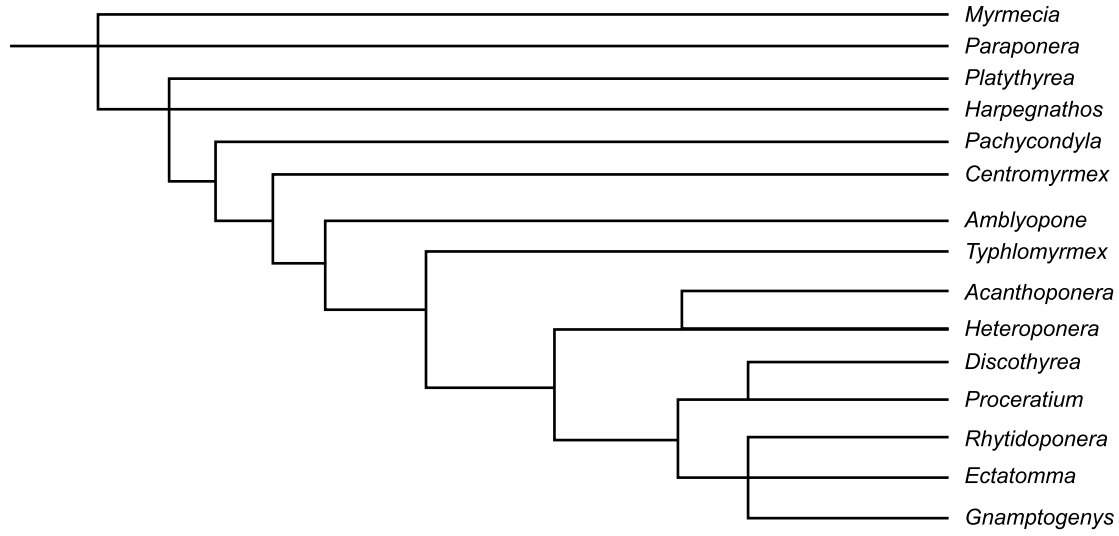 Myrmecia
Paraponera
Platythyrea
Harpegnathos
Pachycondyla
Centromyrmex
Amblyopone
Typhlomyrmex
Acanthoponera
Heteroponera
Discothyrea
Proceratium
Rhytidoponera
Ectatomma
Gnamptogenys